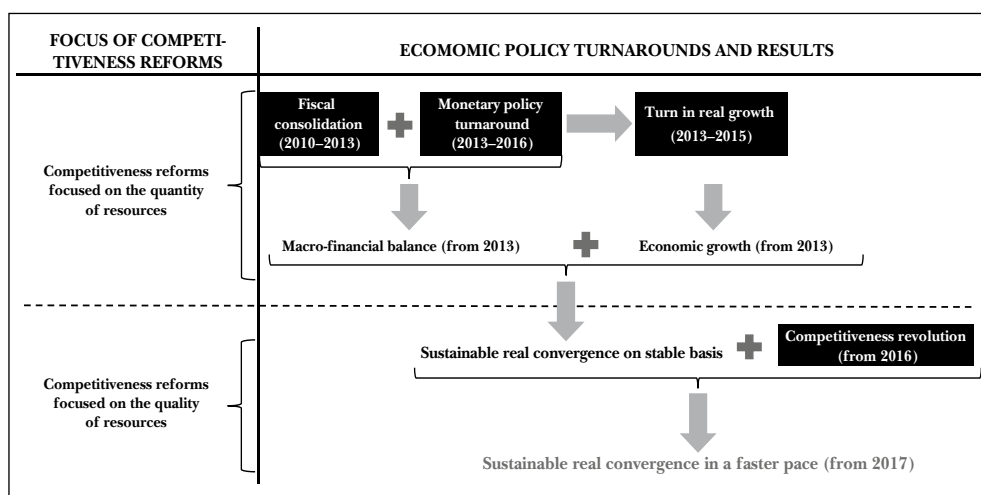 FOCUS OF COMPETI-
TIVENESS REFORMS
ECOMOMIC POLICY TURNAROUNDS AND RESULTS
Fiscal
consolidation
(2010–2013)
Monetary policy
turnaround
(2013–2016)
Turn in real growth
(2013–2015)
Competitiveness reforms
focused on the quantity
of resources
Macro-financial balance (from 2013)
Economic growth (from 2013)
Sustainable real convergence on stable basis
Competitiveness revolution
(from 2016)
Competitiveness reforms
focused on the quality of
resources
Sustainable real convergence in a faster pace (from 2017)